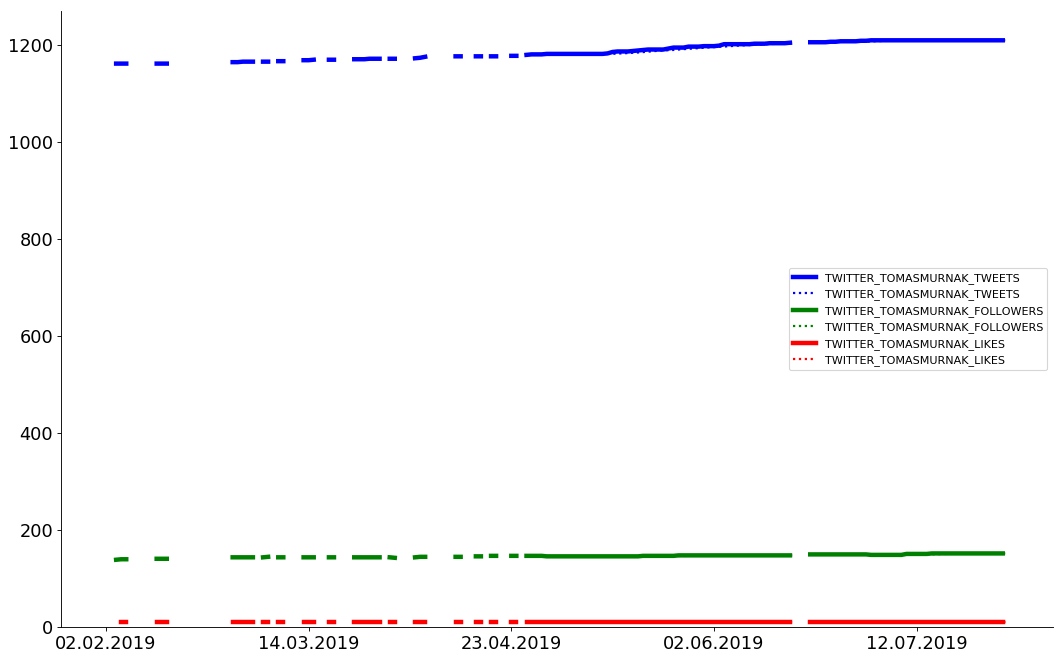 1200
1000
800
600
400
200
0
TWITTER_TOMASMURNAK_TWEETS
TWITTER_TOMASMURNAK_TWEETS
TWITTER_TOMASMURNAK_FOLLOWERS
TWITTER_TOMASMURNAK_FOLLOWERS
TWITTER_TOMASMURNAK_LIKES
TWITTER_TOMASMURNAK_LIKES
02.02.2019 14.03.2019 23.04.2019 02.06.2019 12.07.2019